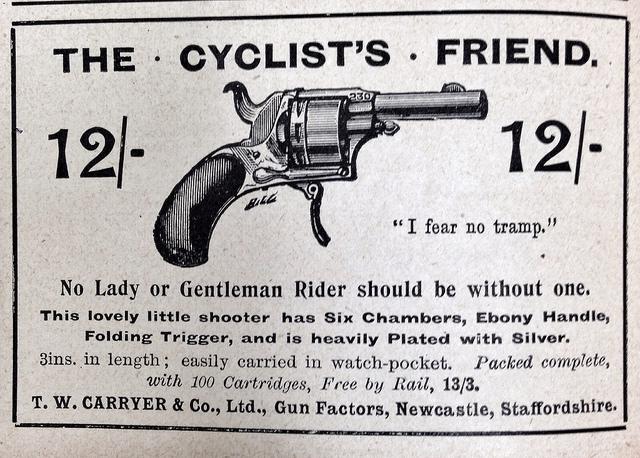 THE · CYCLIST'S · FRIEND.
12/-
12/-
230
"I fear no tramp."
No Lady or Gentleman Rider should be without one.
This lovely little shooter has Six Chambers, Ebony Handle,
Folding Trigger, and is heavily Plated with Silver.
3ins. in length; easily carried in watch-pocket. Packed complete,
with 100 Cartridges, Free by Rail, 13/3.
T. W. CARRYER & Co., Ltd., Gun Factors, Newcastle, Staffordshire.